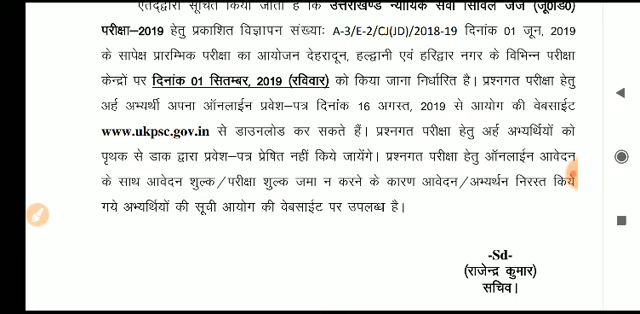 एतद्द्वारा सूचित किया जाता है कि उत्तराखण्ड न्यायिक सेवा सिविल जज (जू०डि०)
परीक्षा-2019 हेतु प्रकाशित विज्ञापन संख्याः A-3/E-2/CJ(JD)/2018-19 दिनांक 01 जून, 2019
के सापेक्ष प्रारम्भिक परीक्षा का आयोजन देहरादून, हल्द्वानी एवं हरिद्वार नगर के विभिन्न परीक्षा
केन्द्रों पर दिनांक 01 सितम्बर, 2019 (रविवार) को किया जाना निर्धारित है। प्रश्नगत परीक्षा हेतु
अर्ह अभ्यर्थी अपना ऑनलाईन प्रवेश-पत्र दिनांक 16 अगस्त, 2019 से आयोग की वेबसाईट
www.ukpsc.gov.in से डाउनलोड कर सकते हैं। प्रश्नगत परीक्षा हेतु अर्ह अभ्यर्थियों को
पृथक से डाक द्वारा प्रवेश-पत्र प्रेषित नहीं किये जायेंगे। प्रश्नगत परीक्षा हेतु ऑनलाईन आवेदन
के साथ आवेदन शुल्क/परीक्षा शुल्क जमा न करने के कारण आवेदन/अभ्यर्थन निरस्त किये
गये अभ्यर्थियों की सूची आयोग की वेबसाईट पर उपलब्ध है।
-Sd-
(राजेन्द्र कुमार)
सचिव।